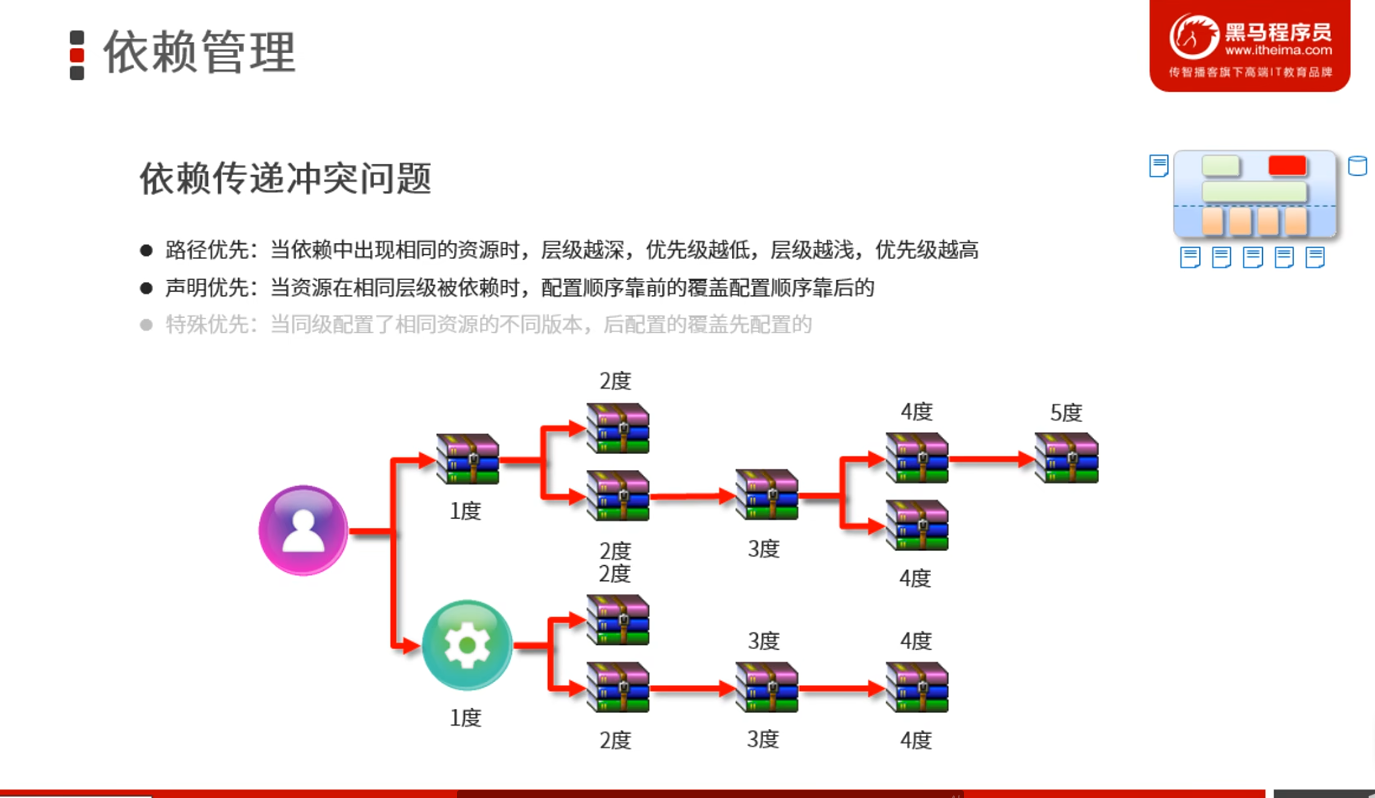 依赖管理
黑马程序员
www.itheima.com
传智播客旗下高端IT教育品牌
依赖传递冲突问题
路径优先：当依赖中出现相同的资源时，层级越深，优先级越低，层级越浅，优先级越高
声明优先：当资源在相同层级被依赖时，配置顺序靠前的覆盖配置顺序靠后的
特殊优先：当同级配置了相同资源的不同版本，后配置的覆盖先配置的
2度
4度
5度
1度
2度
3度
2度
4度
3度
4度
1度
2度
3度
4度